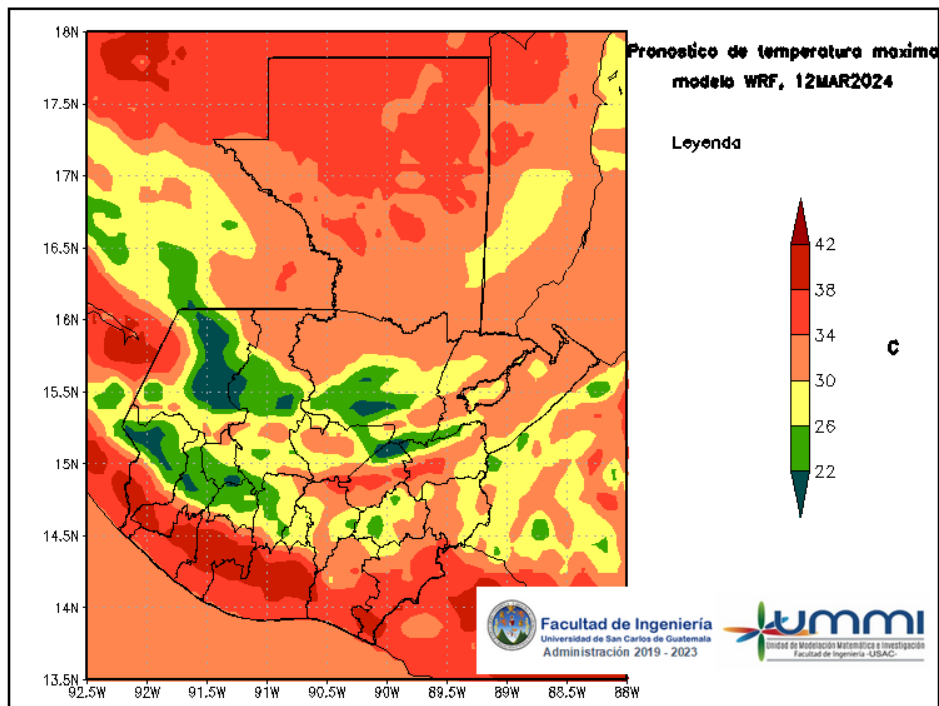 Pronostico de temperatura maxima
modelo WRF, 12MAR2024
Leyenda
42
38
34
30
26
22
C
18N
17.5N
17N
16.5N
16N
15.5N
15N
14.5N
14N
13.5N
92.5W
92W
91.5W
91W
90.5W
90W
89.5W
89W
88.5W
88W
Facultad de Ingeniería
Universidad de San Carlos de Guatemala
Administración 2019 - 2023
UMMI
Unidad de Modelación Matemática e Investigación
Facultad de Ingeniería -USAC-